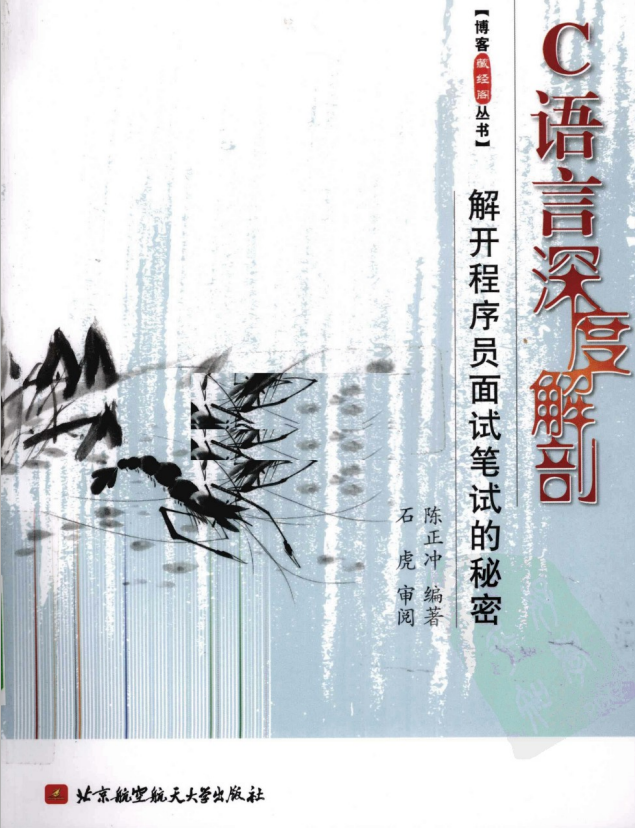 【博客藏经阁丛书】
C语言深度解剖
解开程序员面试笔试的秘密
陈正冲 编著
石虎 审阅
北京航空航天大学出版社